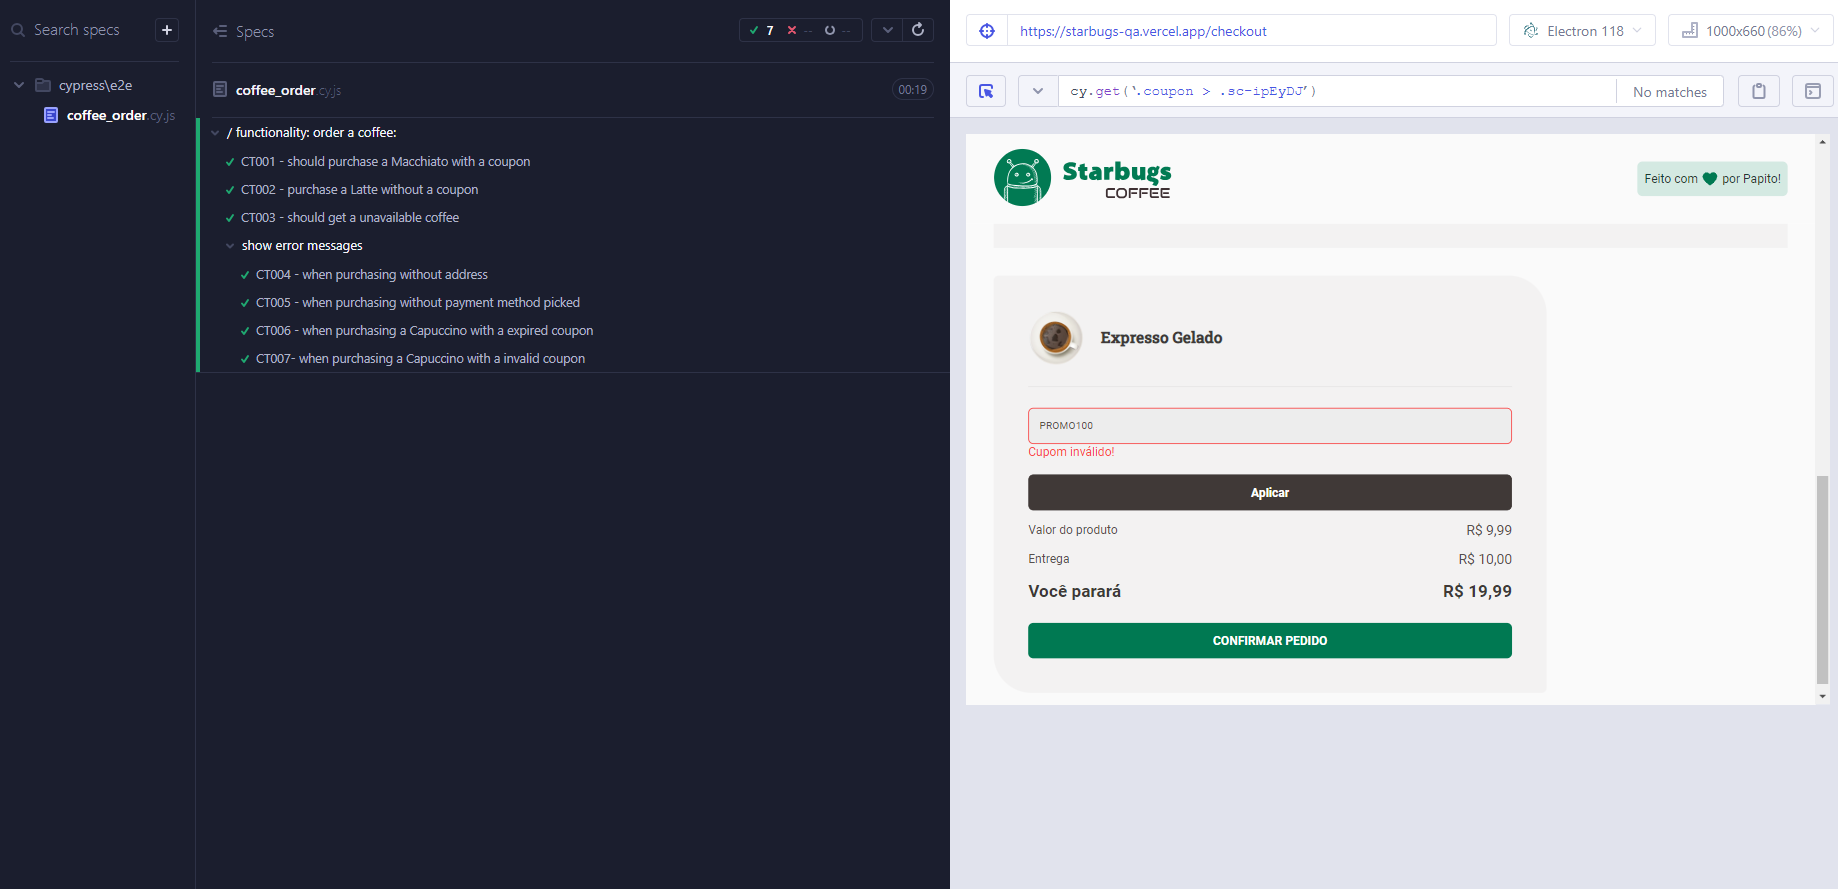 Search specs
+
cypress\e2e
coffee_order.cy.js
Specs
7 -- --
coffee_order.cy.js
00:19
/ functionality: order a coffee:
CT001 - should purchase a Macchiato with a coupon
CT002 - purchase a Latte without a coupon
CT003 - should get a unavailable coffee
show error messages
CT004 - when purchasing without address
CT005 - when purchasing without payment method picked
CT006 - when purchasing a Capuccino with a expired coupon
CT007- when purchasing a Capuccino with a invalid coupon
https://starbugs-qa.vercel.app/checkout
Electron 118
1000x660 (86%)
cy.get('.coupon > .sc-ipEyDJ')
No matches
Starbugs
COFFEE
Feito com por Papito!
Expresso Gelado
PROMO100
Cupom inválido!
Aplicar
Valor do produto R$ 9,99
Entrega R$ 10,00
Você parará R$ 19,99
CONFIRMAR PEDIDO